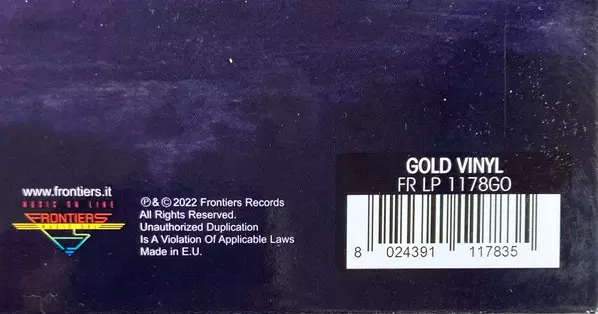 www.frontiers.it
MUSIC ON LINE
FRONTIERS
℗ & © 2022 Frontiers Records
All Rights Reserved.
Unauthorized Duplication
Is A Violation Of Applicable Laws
Made in E.U.
GOLD VINYL
FR LP 1178GO
8 024391 117835